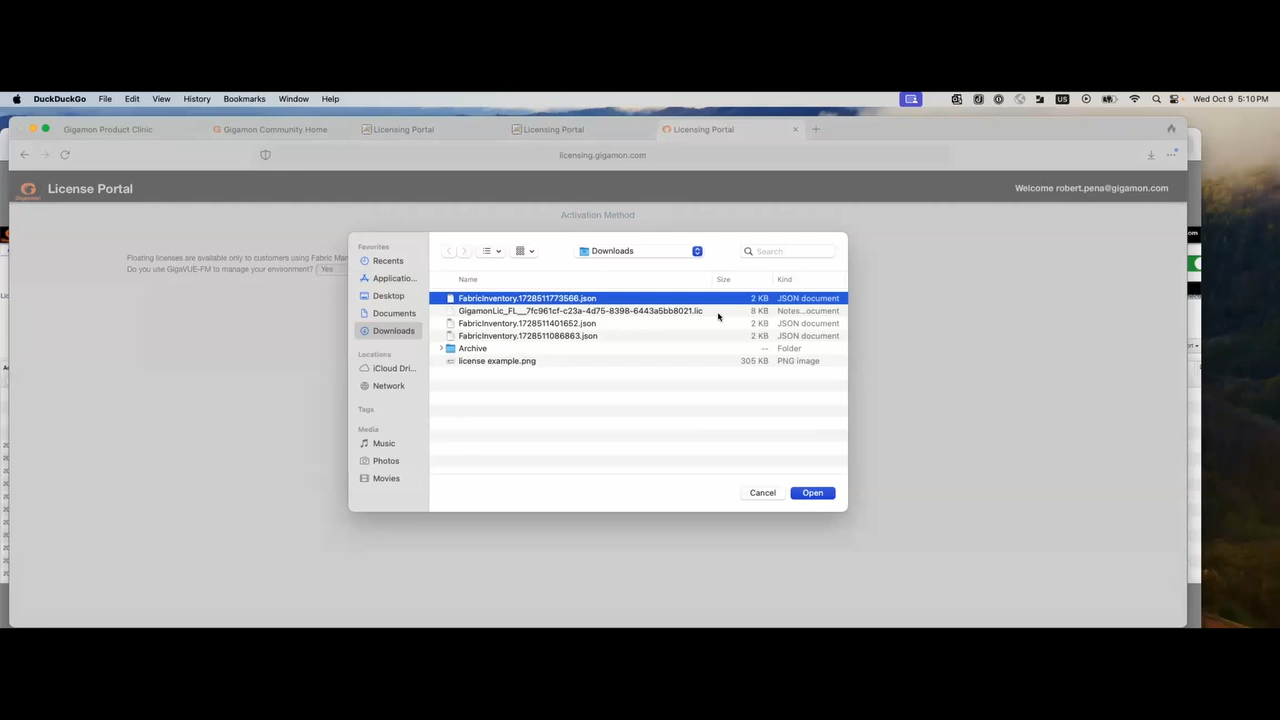 DuckDuckGo File Edit View History Bookmarks Window Help US Wed Oct 9 5:10 PM
Gigamon Product Clinic Gigamon Community Home Licensing Portal Licensing Portal Licensing Portal
licensing.gigamon.com
License Portal Welcome robert.pena@gigamon.com
Activation Method
Floating licenses are available only to customers using Fabric Man
Do you use GigaVUE-FM to manage your environment? Yes
Favorites
Recents
Applicatio...
Desktop
Documents
Downloads
Locations
iCloud Dri...
Network
Tags
Media
Music
Photos
Movies
Downloads Search
Name Size Kind
FabricInventory.1728511773566.json 2 KB JSON document
GigamonLic_FL__7fc961cf-c23a-4d75-8398-6443a5bb8021.lic 8 KB Notes...ocument
FabricInventory.1728511401652.json 2 KB JSON document
FabricInventory.1728511086863.json 2 KB JSON document
Archive -- Folder
license example.png 305 KB PNG image
Cancel Open